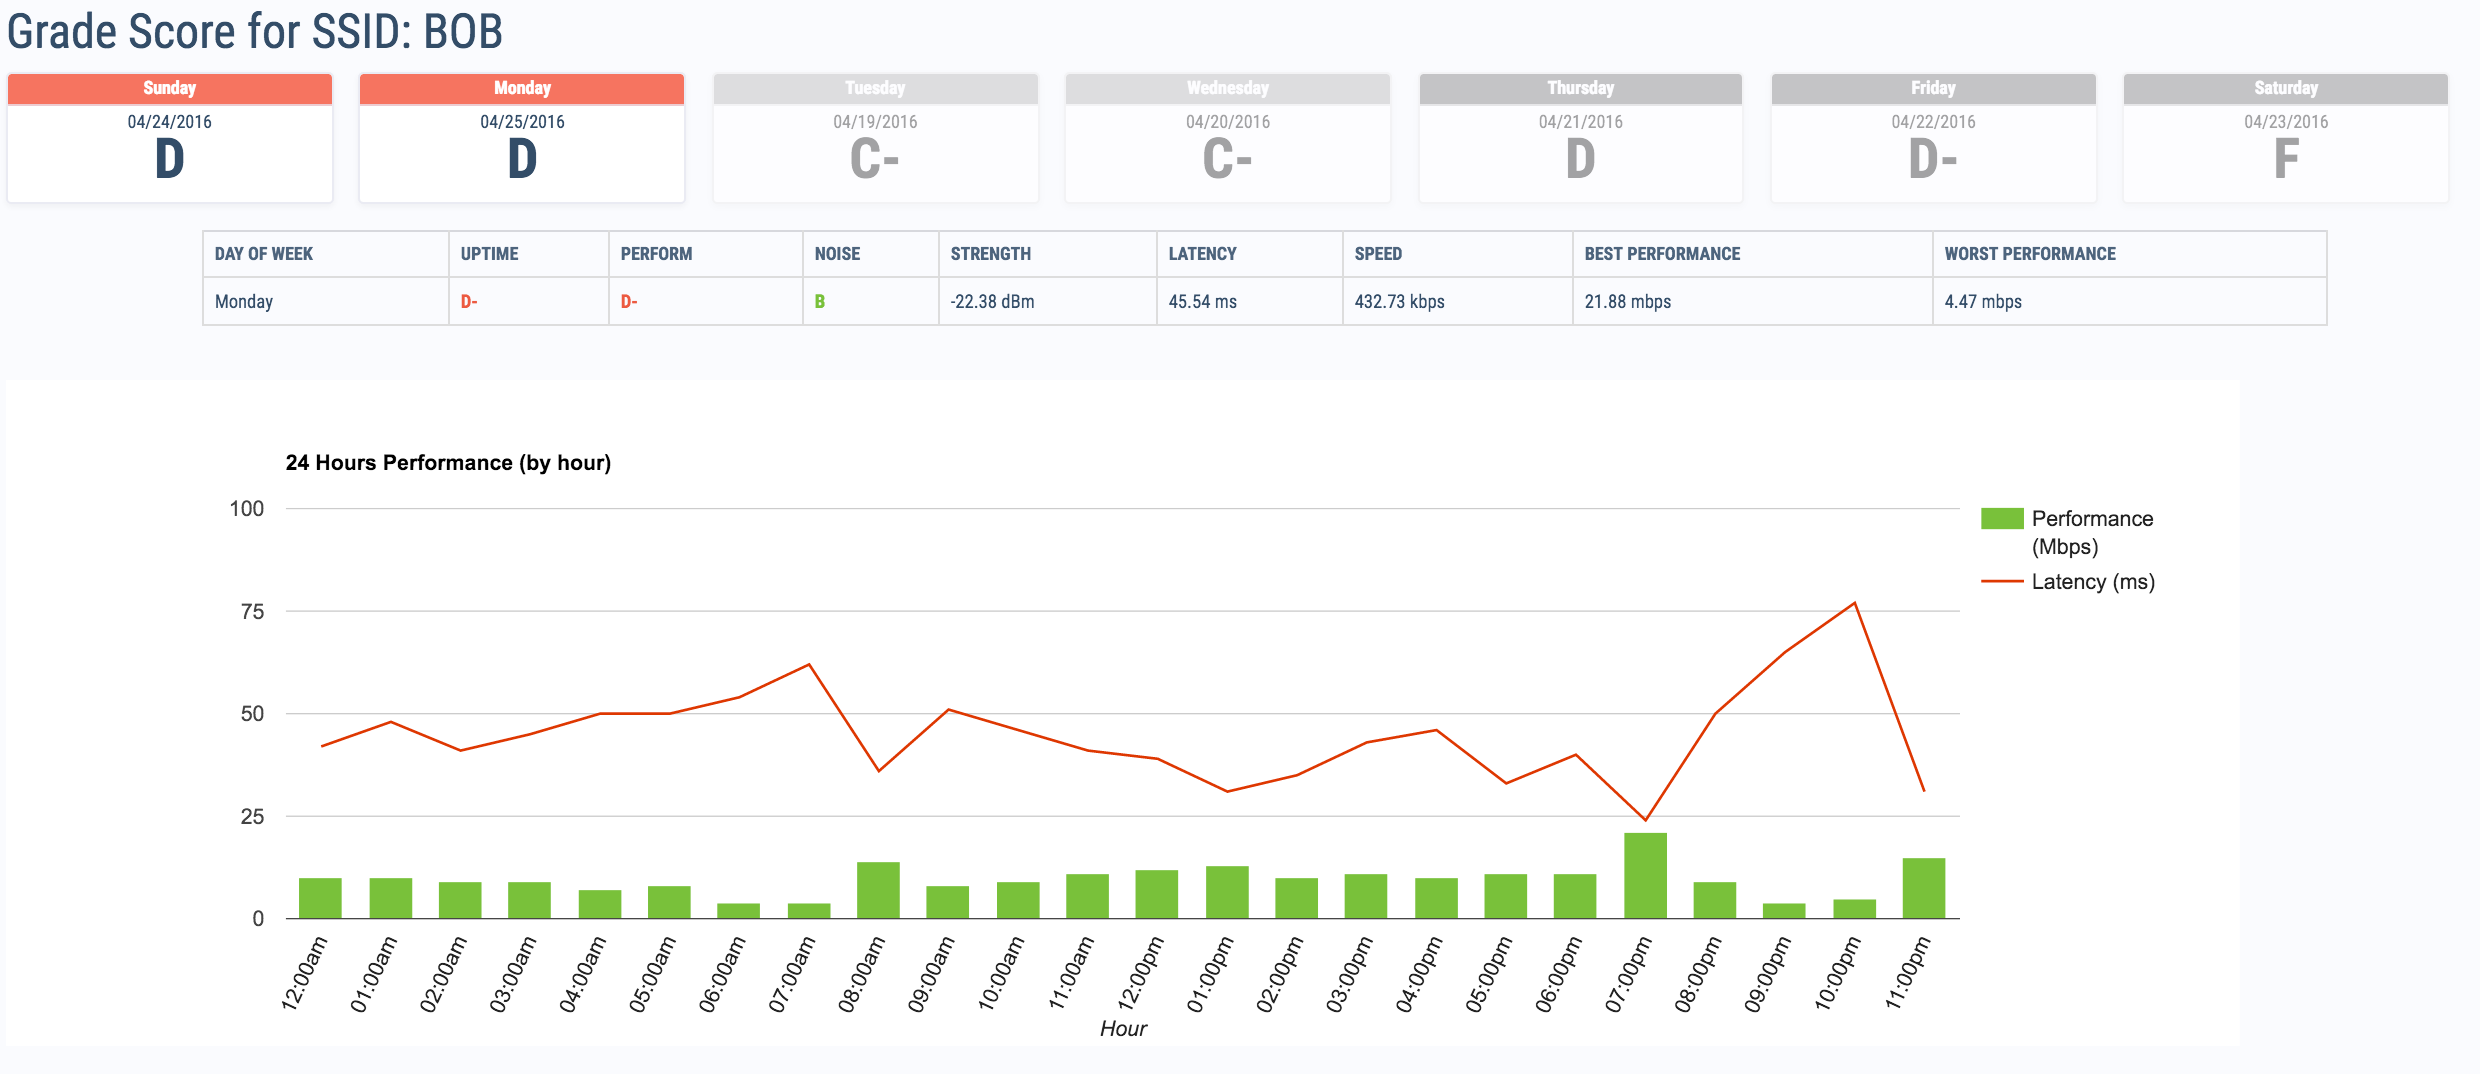 Grade Score for SSID: BOB
Sunday Monday Tuesday Wednesday Thursday Friday Saturday
04/24/2016 04/25/2016 04/19/2016 04/20/2016 04/21/2016 04/22/2016 04/23/2016
D D C- C- D D- F
DAY OF WEEK UPTIME PERFORM NOISE STRENGTH LATENCY SPEED BEST PERFORMANCE WORST PERFORMANCE
Monday D- D- B -22.38 dBm 45.54 ms 432.73 kbps 21.88 mbps 4.47 mbps
24 Hours Performance (by hour)
100
75
50
25
0
Performance
(Mbps)
Latency (ms)
12:00am 01:00am 02:00am 03:00am 04:00am 05:00am 06:00am 07:00am 08:00am 09:00am 10:00am 11:00am 12:00pm 01:00pm 02:00pm 03:00pm 04:00pm 05:00pm 06:00pm 07:00pm 08:00pm 09:00pm 10:00pm 11:00pm
Hour